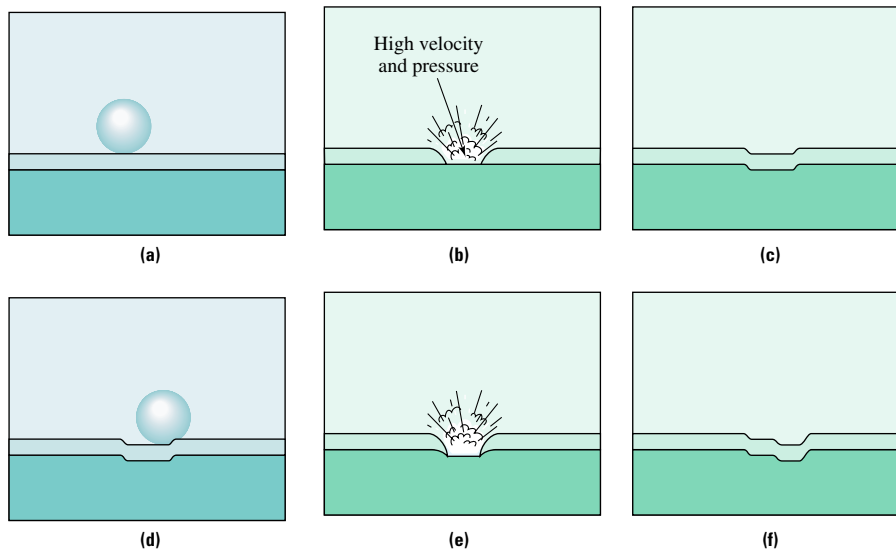 High velocity
and pressure
(a)
(b)
(c)
(d)
(e)
(f)